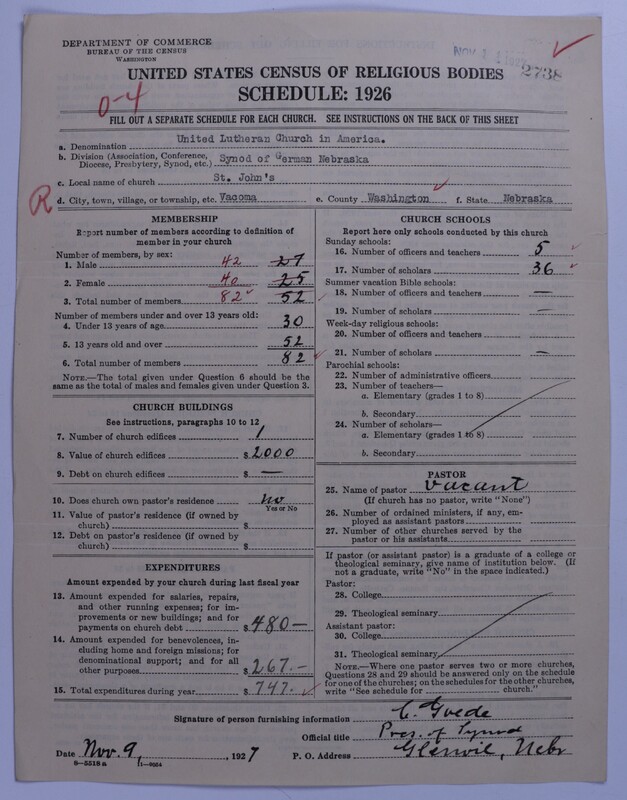 DEPARTMENT OF COMMERCE
BUREAU OF THE CENSUS
WASHINGTON
NOV
2738
UNITED STATES CENSUS OF RELIGIOUS BODIES
SCHEDULE: 1926
0-4
FILL OUT A SEPARATE SCHEDULE FOR EACH CHURCH. SEE INSTRUCTIONS ON THE BACK OF THIS SHEET
a. Denomination United Lutheran Church in America.
b. Division (Association, Conference, Diocese, Presbytery, Synod, etc.) Synod of German Nebraska
c. Local name of church St. John's
R
d. City, town, village, or township, etc. Vacoma e. County Washington f. State Nebraska
MEMBERSHIP
Report number of members according to definition of
member in your church
Number of members, by sex:
1. Male 42 27
2. Female 40 25
3. Total number of members 82 52
Number of members under and over 13 years old:
4. Under 13 years of age 30
5. 13 years old and over 52
6. Total number of members 82
NOTE.—The total given under Question 6 should be the
same as the total of males and females given under Question 3.
CHURCH BUILDINGS
See instructions, paragraphs 10 to 12
7. Number of church edifices 1
8. Value of church edifices $ 2000
9. Debt on church edifices $ —
10. Does church own pastor's residence no
Yes or No
11. Value of pastor's residence (if owned by
church) $
12. Debt on pastor's residence (if owned by
church) $
EXPENDITURES
Amount expended by your church during last fiscal year
13. Amount expended for salaries, repairs,
and other running expenses; for im-
provements or new buildings; and for
payments on church debt $ 480—
14. Amount expended for benevolences, in-
cluding home and foreign missions; for
denominational support; and for all
other purposes $ 267.—
15. Total expenditures during year $ 747.
CHURCH SCHOOLS
Report here only schools conducted by this church
Sunday schools:
16. Number of officers and teachers 5
17. Number of scholars 36
Summer vacation Bible schools:
18. Number of officers and teachers —
19. Number of scholars —
Week-day religious schools:
20. Number of officers and teachers
21. Number of scholars —
Parochial schools:
22. Number of administrative officers
23. Number of teachers—
a. Elementary (grades 1 to 8)
b. Secondary
24. Number of scholars—
a. Elementary (grades 1 to 8)
b. Secondary
PASTOR
25. Name of pastor vacant
(If church has no pastor, write "None")
26. Number of ordained ministers, if any, em-
ployed as assistant pastors
27. Number of other churches served by the
pastor or his assistants
If pastor (or assistant pastor) is a graduate of a college or
theological seminary, give name of institution below. (If
not a graduate, write "No" in the space indicated.)
Pastor:
28. College
29. Theological seminary
Assistant pastor:
30. College
31. Theological seminary
NOTE.—Where one pastor serves two or more churches,
Questions 28 and 29 should be answered only on the schedule
for one of the churches; on the schedules for the other churches,
write "See schedule for church."
Signature of person furnishing information C. Goede
Official title Pres. of Synod
Date Nov. 9, 1927 P. O. Address Glenvil, Nebr
8—5518 a